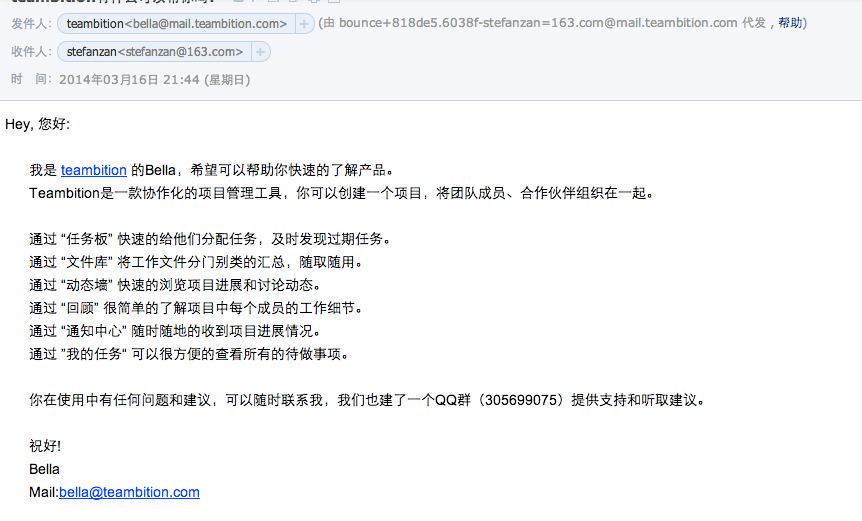 发件人: teambition<bella@mail.teambition.com> + (由 bounce+818de5.6038f-stefanzan=163.com@mail.teambition.com 代发 , 帮助)
收件人: stefanzan<stefanzan@163.com> +
时 间: 2014年03月16日 21:44 (星期日)
Hey, 您好:
我是 teambition 的Bella，希望可以帮助你快速的了解产品。
Teambition是一款协作化的项目管理工具，你可以创建一个项目，将团队成员、合作伙伴组织在一起。
通过 “任务板” 快速的给他们分配任务，及时发现过期任务。
通过 “文件库” 将工作文件分门别类的汇总，随取随用。
通过 “动态墙” 快速的浏览项目进展和讨论动态。
通过 “回顾” 很简单的了解项目中每个成员的工作细节。
通过 “通知中心” 随时随地的收到项目进展情况。
通过 ”我的任务“ 可以很方便的查看所有的待做事项。
你在使用中有任何问题和建议，可以随时联系我，我们也建了一个QQ群（305699075）提供支持和听取建议。
祝好!
Bella
Mail:bella@teambition.com